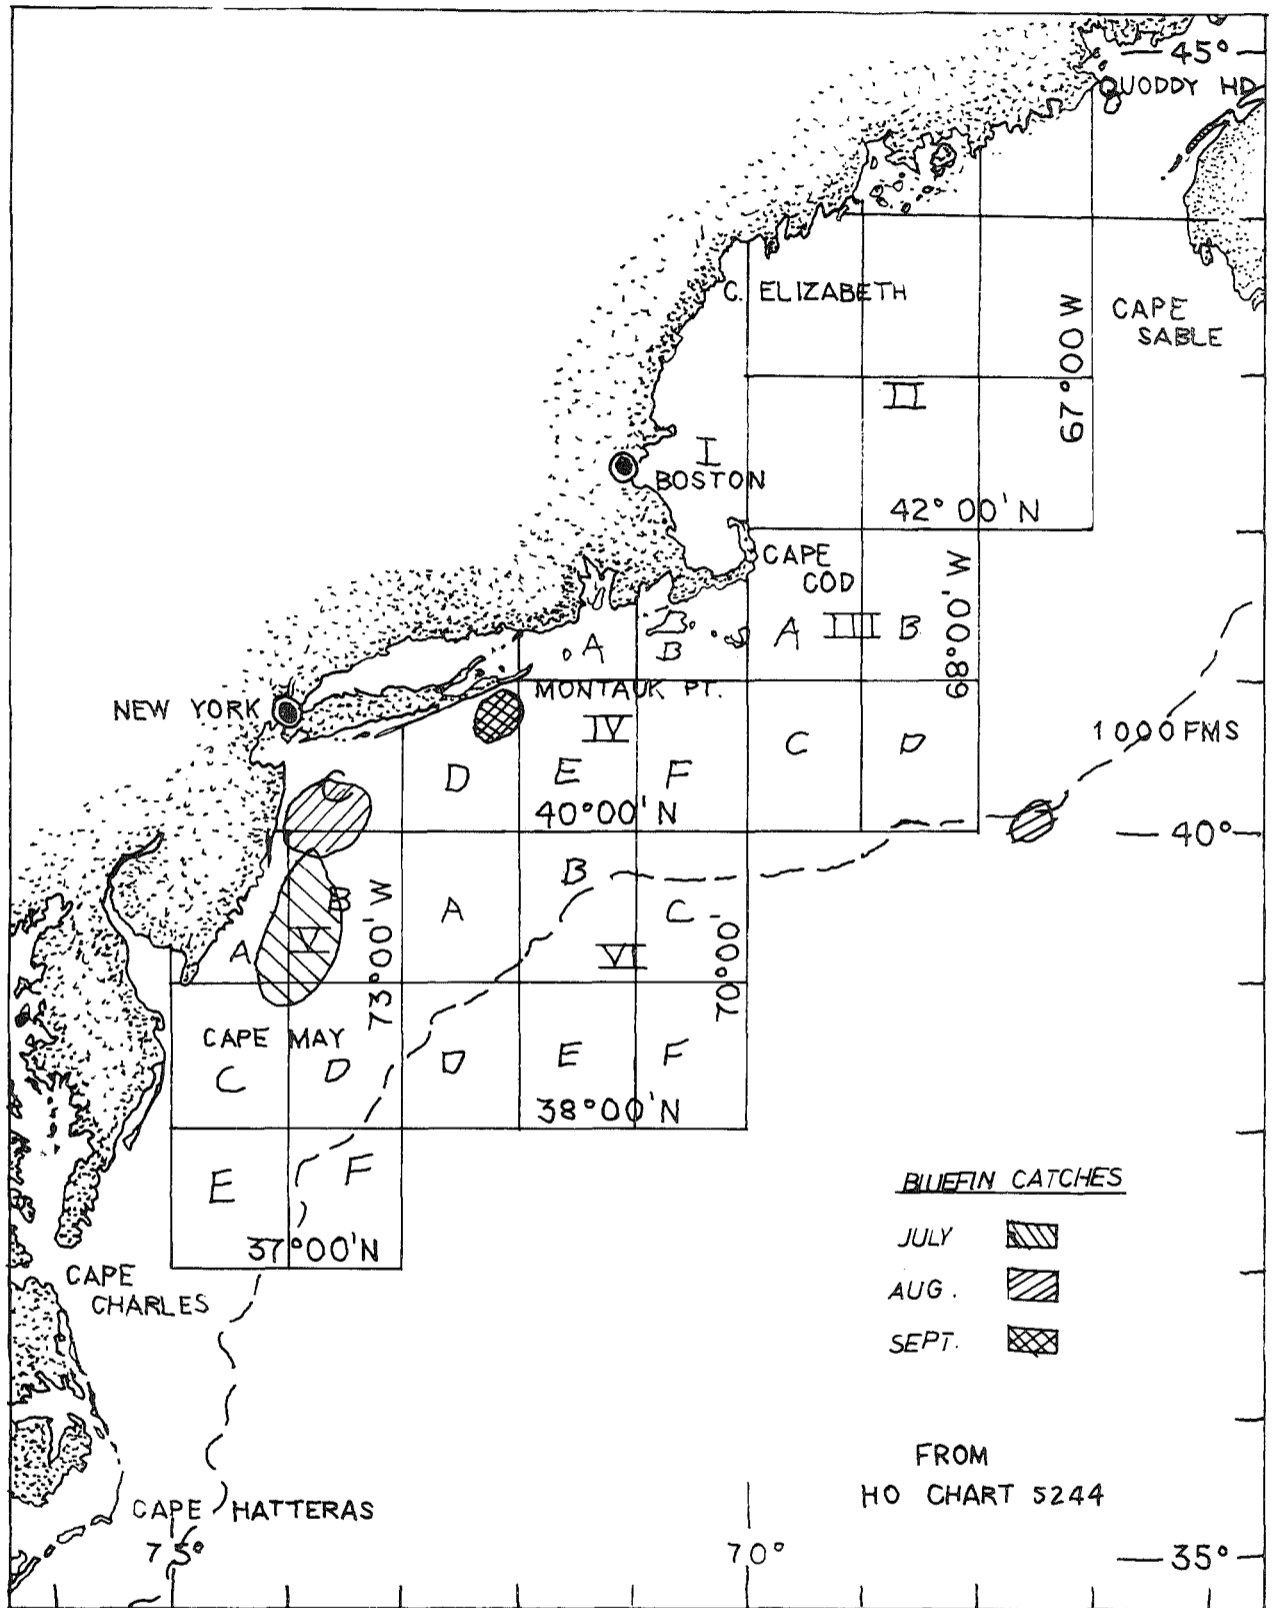 45°
QUODDY HD
C. ELIZABETH
CAPE
SABLE
67°00'W
II
I
BOSTON
42°00'N
CAPE
COD
A III B
68°00'W
A
B
MONTAUK PT.
NEW YORK
IV
1000 FMS
C
D
C
D
E
F
40°00'N
40°
B
B
A
C
A
V
VI
73°00'W
70°00'
CAPE MAY
C
D
D
E
F
38°00'N
E
F
37°00'N
BLUEFIN CATCHES
JULY
AUG.
SEPT.
CAPE
CHARLES
FROM
HO CHART 5244
CAPE HATTERAS
75°
70°
35°